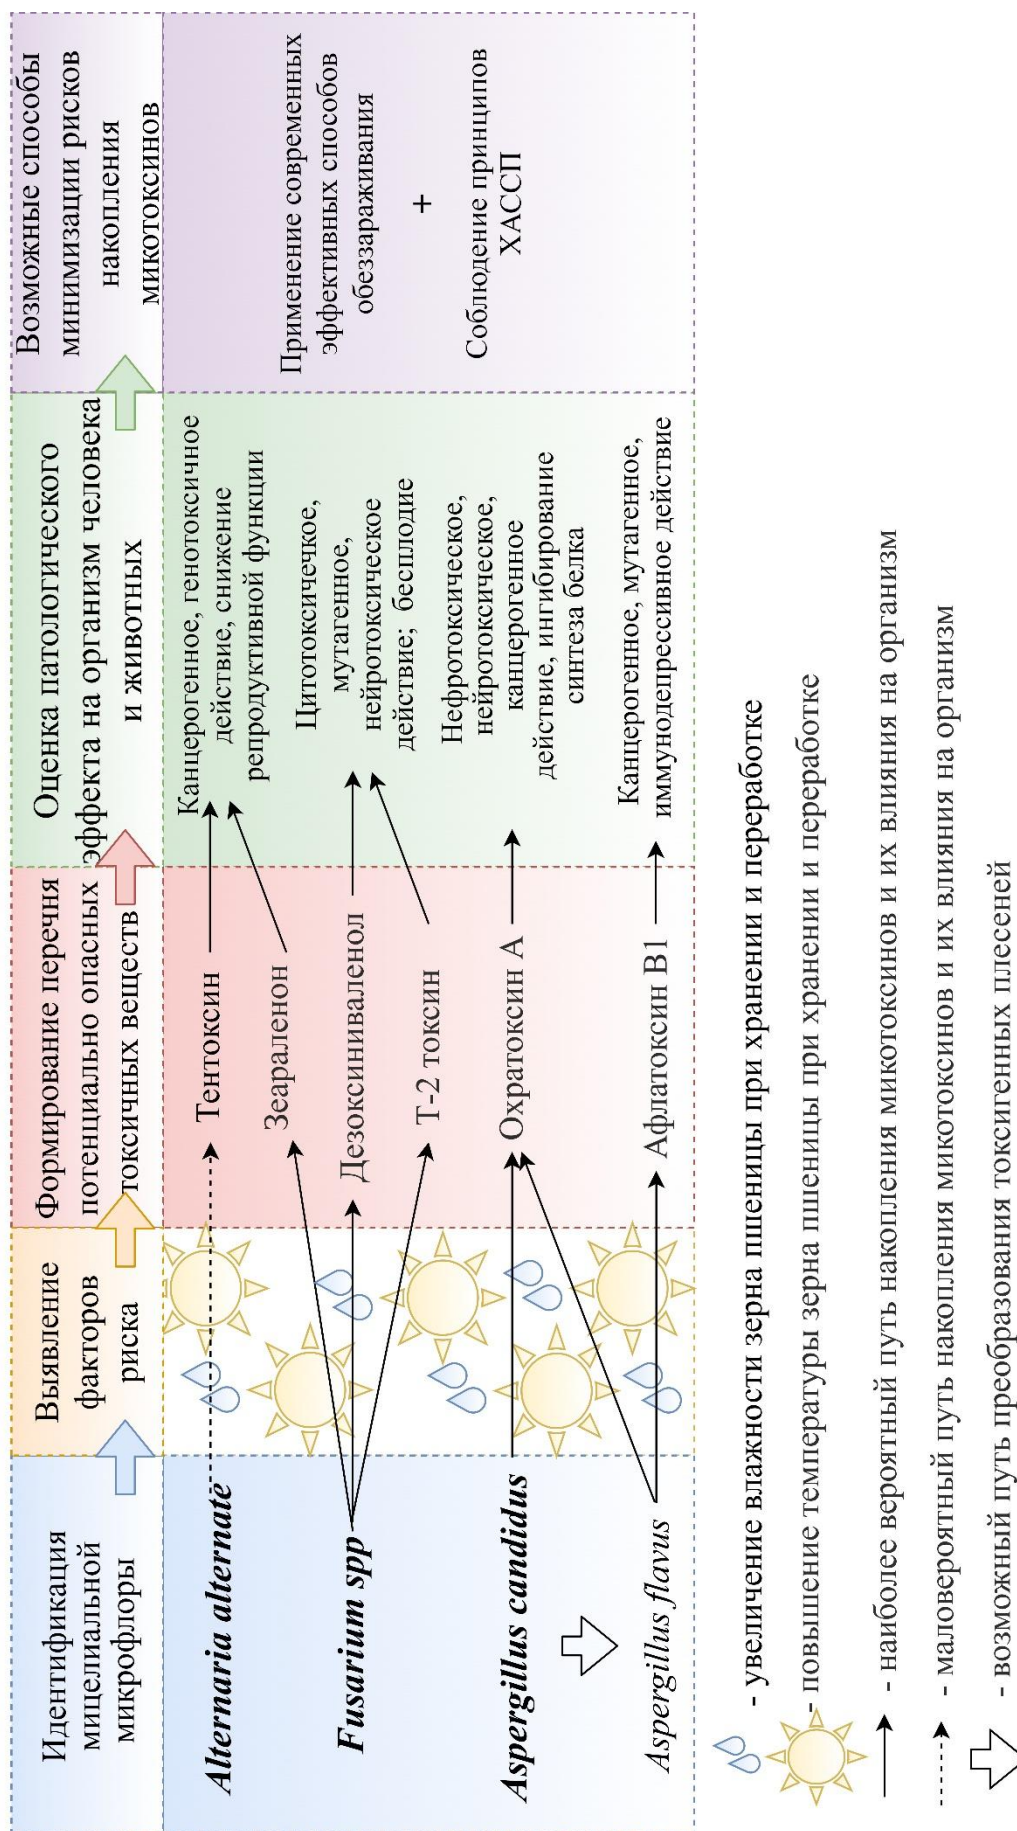 Идентификация
мицелиальной
микрофлоры
Выявление
факторов
риска
Формирование перечня
потенциально опасных
токсичных веществ
Оценка патологического
эффекта на организм человека
и животных
Возможные способы
минимизации рисков
накопления
микотоксинов
Alternaria alternate
Fusarium spp
Aspergillus candidus
Aspergillus flavus
Тентоксин
Зеараленон
Дезоксиниваленол
Т-2 токсин
Охратоксин А
Афлатоксин В1
Канцерогенное, генотоксичное
действие, снижение
репродуктивной функции
Цитотоксичечкое,
мутагенное,
нейротоксическое
действие; бесплодие
Нефротоксическое,
нейротоксическое,
канцерогенное
действие, ингибирование
синтеза белка
Канцерогенное, мутагенное,
иммунодепрессивное действие
Применение современных
эффективных способов
обеззараживания
+
Соблюдение принципов
ХАССП
- увеличение влажности зерна пшеницы при хранении и переработке
- повышение температуры зерна пшеницы при хранении и переработке
- наиболее вероятный путь накопления микотоксинов и их влияния на организм
- маловероятный путь накопления микотоксинов и их влияния на организм
- возможный путь преобразования токсигенных плесеней